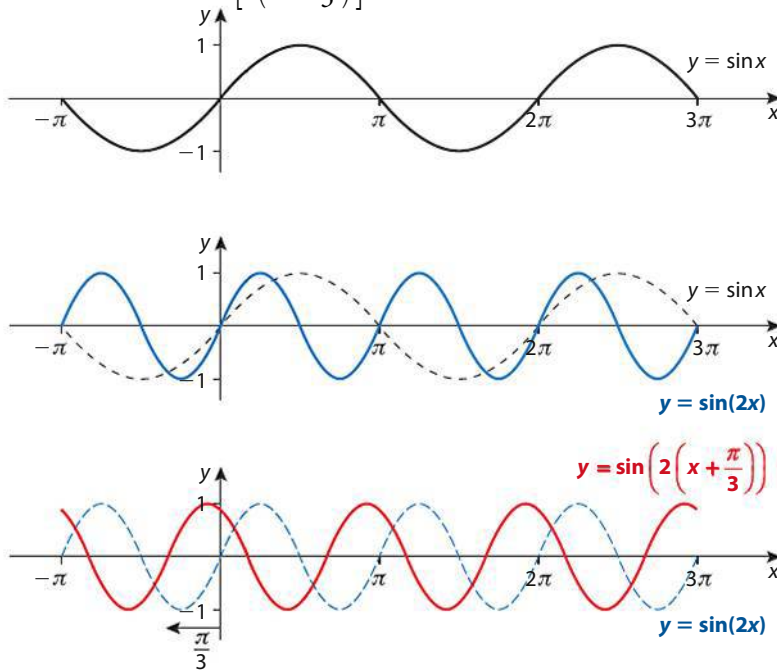 y
1
y = sin x
−π
π
2π
3π
x
−1
y
1
y = sin x
−π
π
2π
3π
x
−1
y = sin(2x)
y = sin(2(x + π/3))
y
1
−π
π
2π
3π
x
−1
y = sin(2x)
π/3